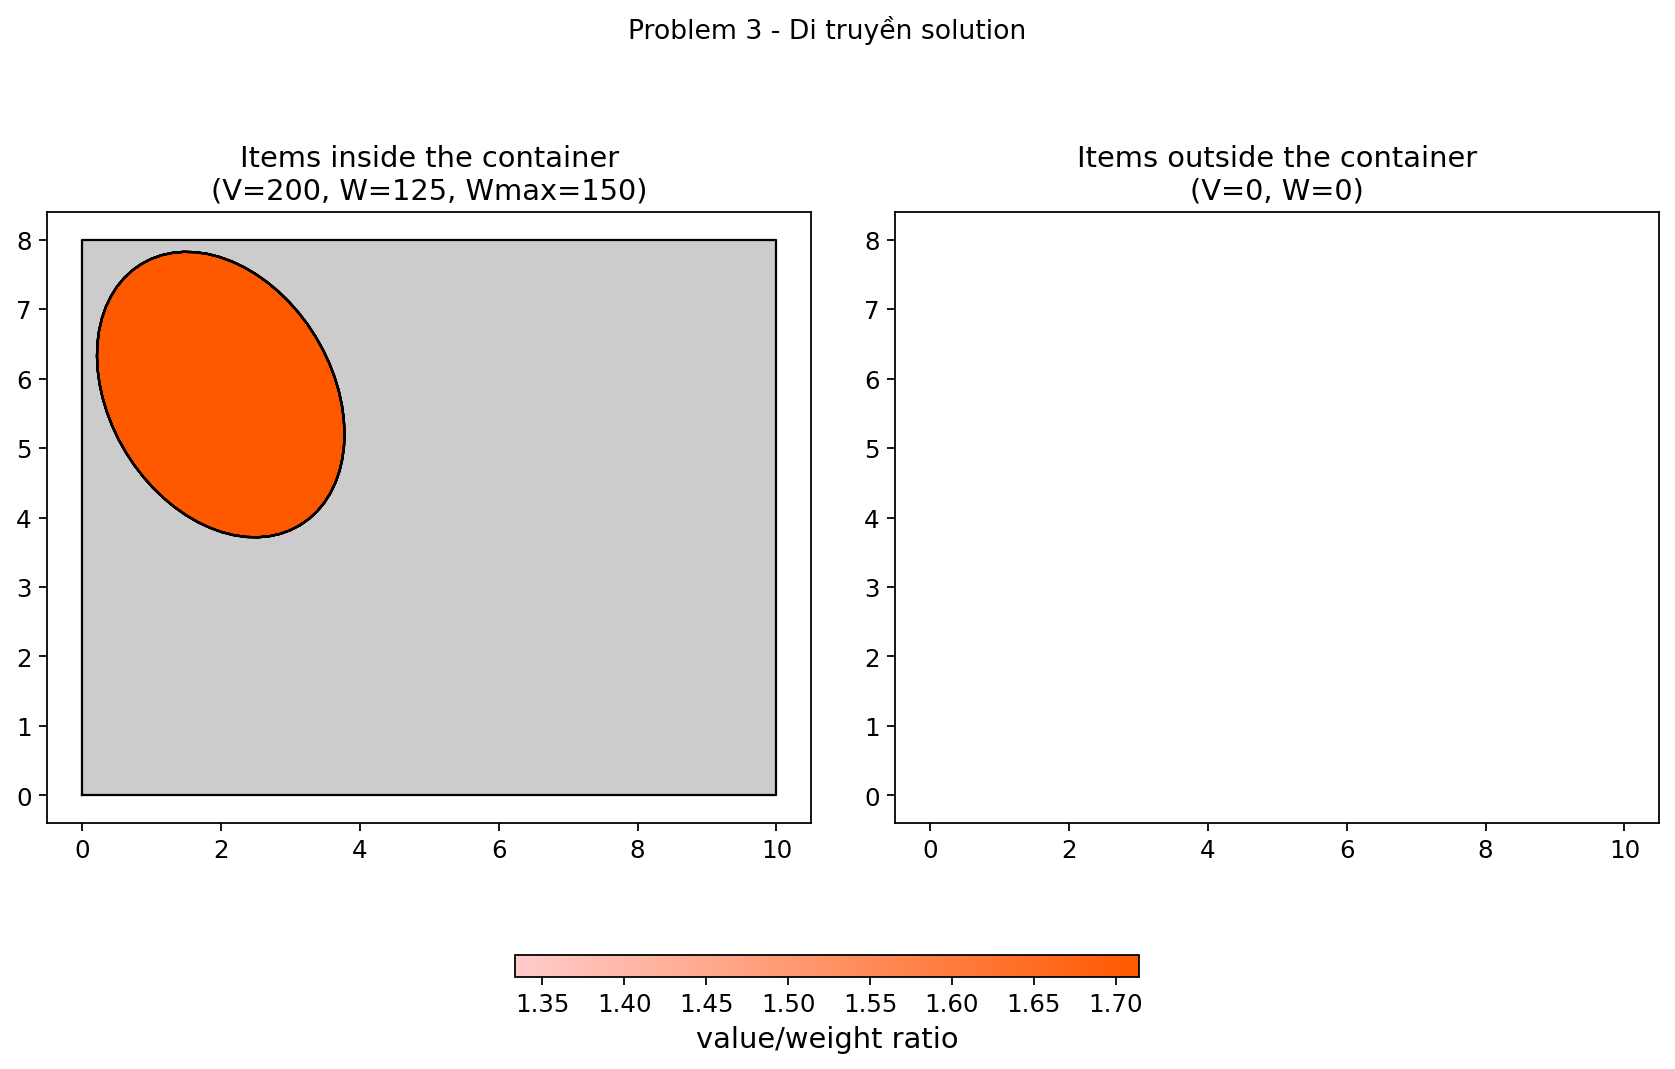 Problem 3 - Di truyền solution
Items inside the container
(V=200, W=125, Wmax=150)
Items outside the container
(V=0, W=0)
8
7
6
5
4
3
2
1
0
0 2 4 6 8 10
8
7
6
5
4
3
2
1
0
0 2 4 6 8 10
1.35 1.40 1.45 1.50 1.55 1.60 1.65 1.70
value/weight ratio